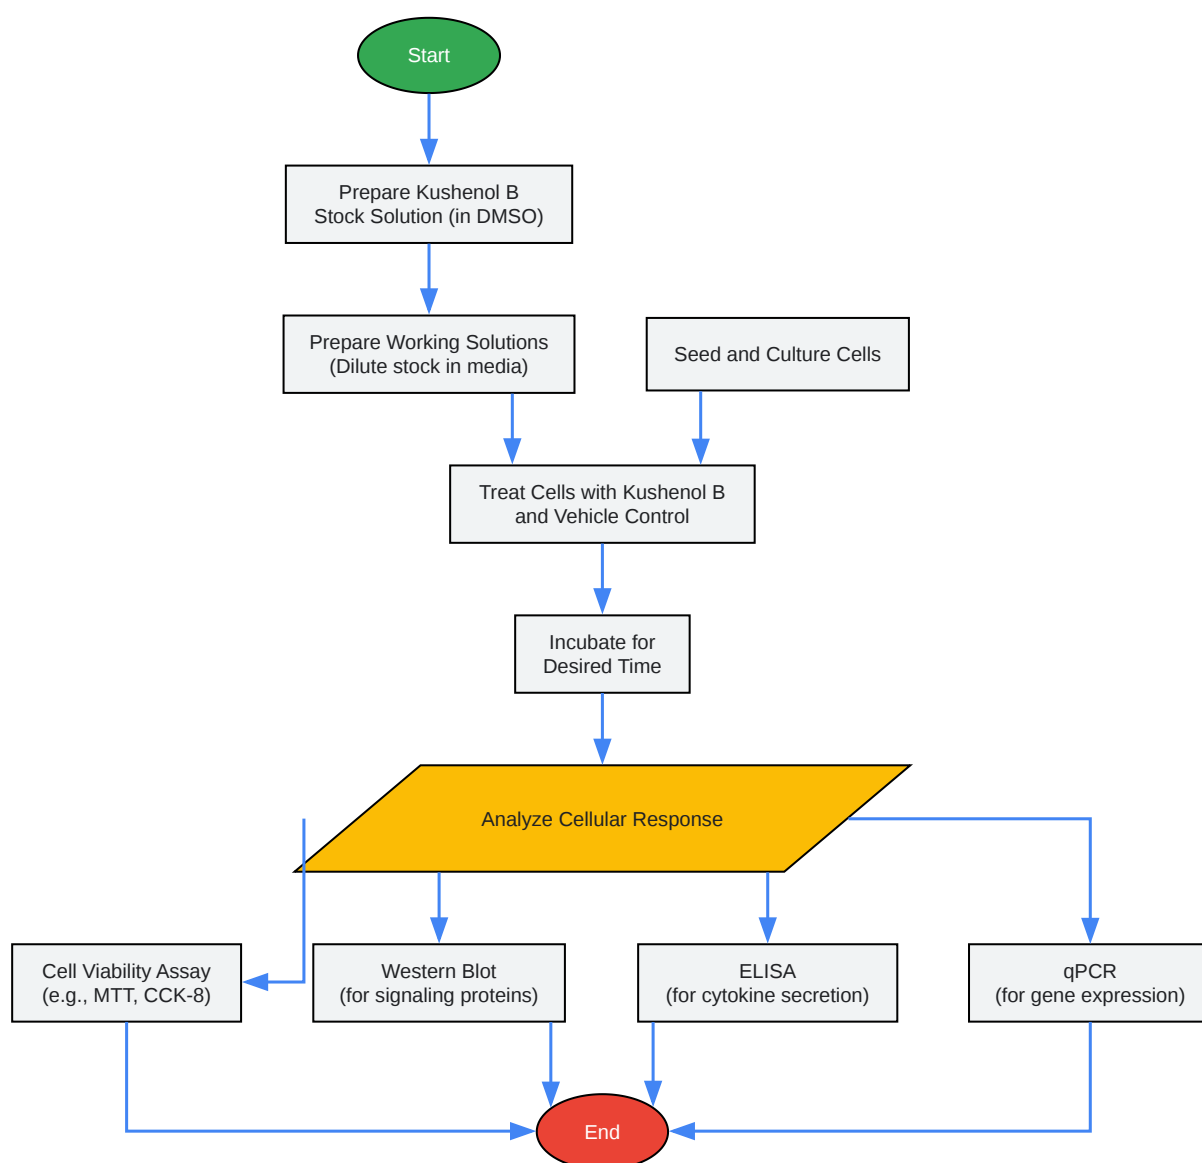 Start
Prepare Kushenol B
Stock Solution (in DMSO)
Prepare Working Solutions
(Dilute stock in media)
Seed and Culture Cells
Treat Cells with Kushenol B
and Vehicle Control
Incubate for
Desired Time
Analyze Cellular Response
Cell Viability Assay
(e.g., MTT, CCK-8)
Western Blot
(for signaling proteins)
ELISA
(for cytokine secretion)
qPCR
(for gene expression)
End